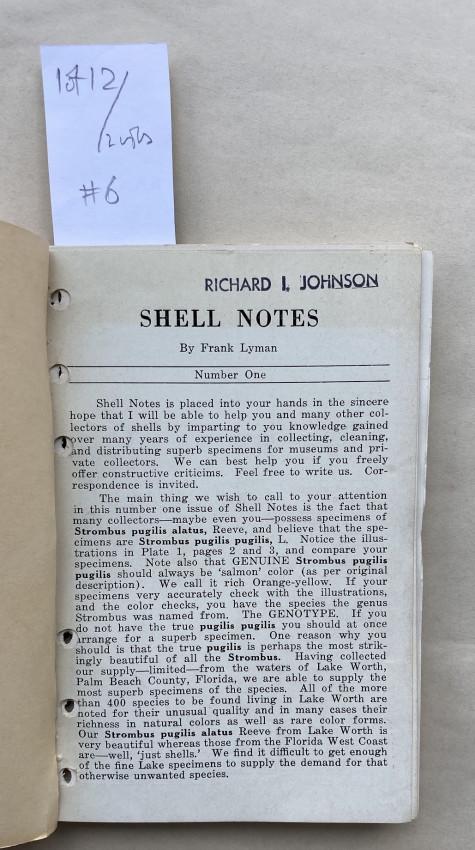 1 of 12
#6
RICHARD I. JOHNSON
SHELL NOTES
By Frank Lyman
Number One
Shell Notes is placed into your hands in the sincere
hope that I will be able to help you and many other col-
lectors of shells by imparting to you knowledge gained
over many years of experience in collecting, cleaning,
and distributing superb specimens for museums and pri-
vate collectors. We can best help you if you freely
offer constructive criticims. Feel free to write us. Cor-
respondence is invited.
The main thing we wish to call to your attention
in this number one issue of Shell Notes is the fact that
many collectors—maybe even you—possess specimens of
Strombus pugilis alatus, Reeve, and believe that the spe-
cimens are Strombus pugilis pugilis, L. Notice the illus-
trations in Plate 1, pages 2 and 3, and compare your
specimens. Note also that GENUINE Strombus pugilis
pugilis should always be 'salmon' color (as per original
description). We call it rich Orange-yellow. If your
specimens very accurately check with the illustrations,
and the color checks, you have the species the genus
Strombus was named from. The GENOTYPE. If you
do not have the true pugilis pugilis you should at once
arrange for a superb specimen. One reason why you
should is that the true pugilis is perhaps the most strik-
ingly beautiful of all the Strombus. Having collected
our supply—limited—from the waters of Lake Worth,
Palm Beach County, Florida, we are able to supply the
most superb specimens of the species. All of the more
than 400 species to be found living in Lake Worth are
noted for their unusual quality and in many cases their
richness in natural colors as well as rare color forms.
Our Strombus pugilis alatus Reeve from Lake Worth is
very beautiful whereas those from the Florida West Coast
are—well, 'just shells.' We find it difficult to get enough
of the fine Lake specimens to supply the demand for that
otherwise unwanted species.